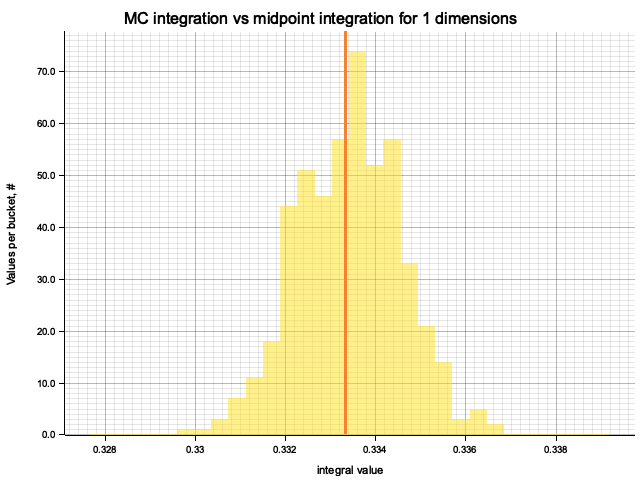 MC integration vs midpoint integration for 1 dimensions
70.0
60.0
50.0
40.0
30.0
20.0
10.0
0.0
Values per bucket, #
0.328 0.33 0.332 0.334 0.336 0.338
integral value